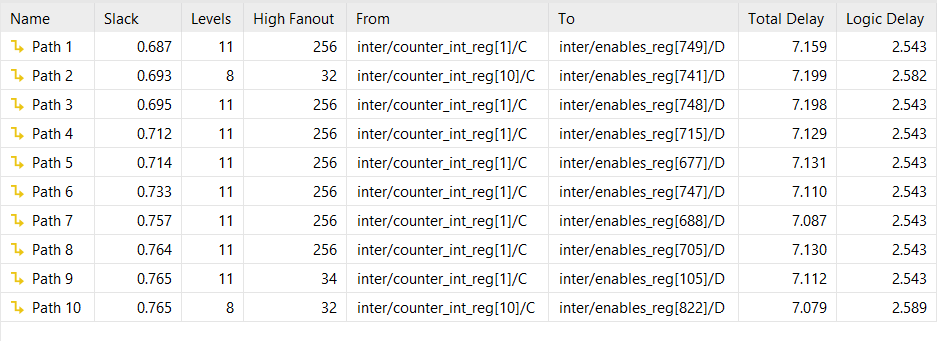 Name Slack Levels High Fanout From To Total Delay Logic Delay
Path 1 0.687 11 256 inter/counter_int_reg[1]/C inter/enables_reg[749]/D 7.159 2.543
Path 2 0.693 8 32 inter/counter_int_reg[10]/C inter/enables_reg[741]/D 7.199 2.582
Path 3 0.695 11 256 inter/counter_int_reg[1]/C inter/enables_reg[748]/D 7.198 2.543
Path 4 0.712 11 256 inter/counter_int_reg[1]/C inter/enables_reg[715]/D 7.129 2.543
Path 5 0.714 11 256 inter/counter_int_reg[1]/C inter/enables_reg[677]/D 7.131 2.543
Path 6 0.733 11 256 inter/counter_int_reg[1]/C inter/enables_reg[747]/D 7.110 2.543
Path 7 0.757 11 256 inter/counter_int_reg[1]/C inter/enables_reg[688]/D 7.087 2.543
Path 8 0.764 11 256 inter/counter_int_reg[1]/C inter/enables_reg[705]/D 7.130 2.543
Path 9 0.765 11 34 inter/counter_int_reg[1]/C inter/enables_reg[105]/D 7.112 2.543
Path 10 0.765 8 32 inter/counter_int_reg[10]/C inter/enables_reg[822]/D 7.079 2.589